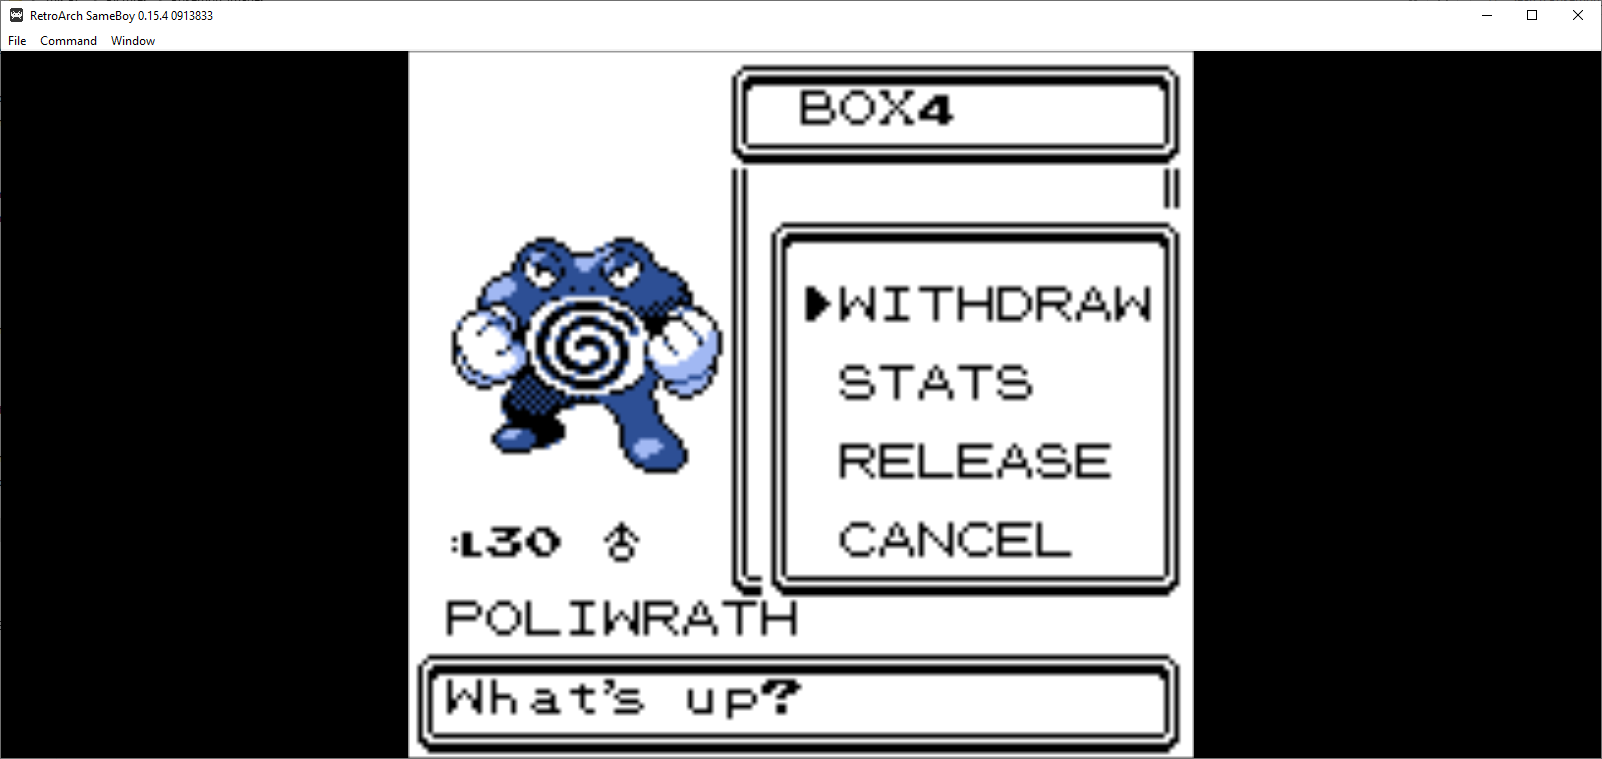 RetroArch SameBoy 0.15.4 0913833
File Command Window
BOX4
▶WITHDRAW
STATS
RELEASE
CANCEL
:L30 ♂
POLIWRATH
What's up?